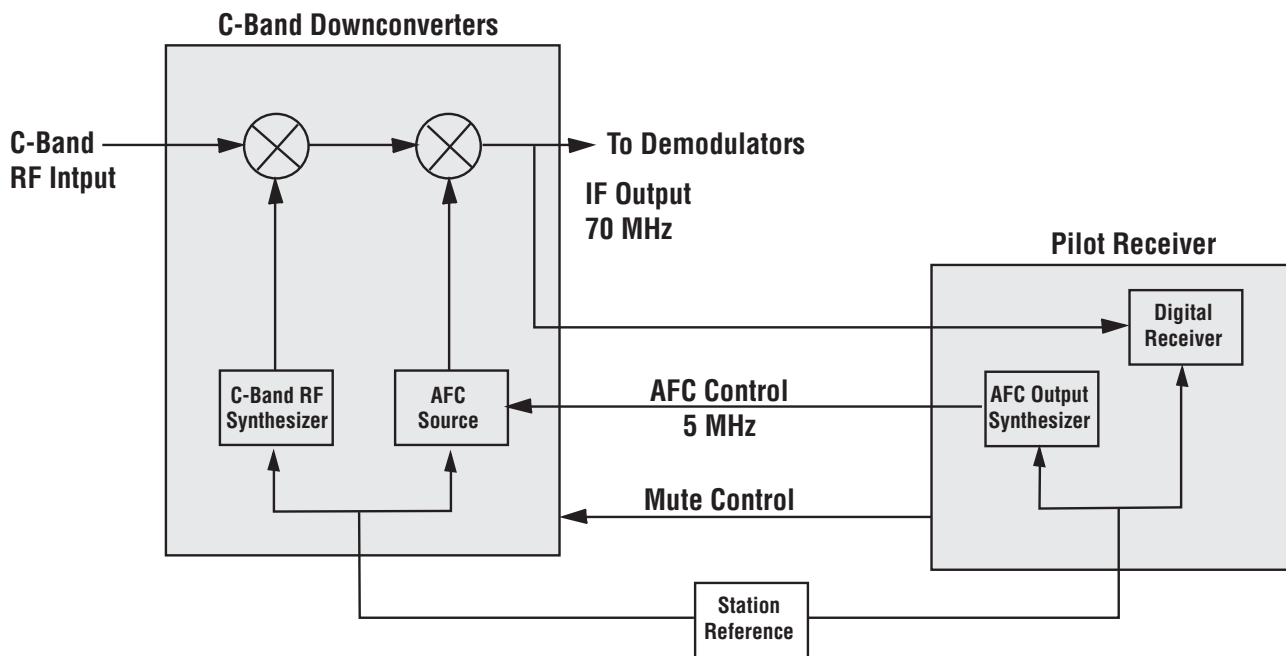 C-Band Downconverters
C-Band
RF Intput
To Demodulators
IF Output
70 MHz
Pilot Receiver
Digital
Receiver
C-Band RF
Synthesizer
AFC
Source
AFC Control
5 MHz
AFC Output
Synthesizer
Mute Control
Station
Reference